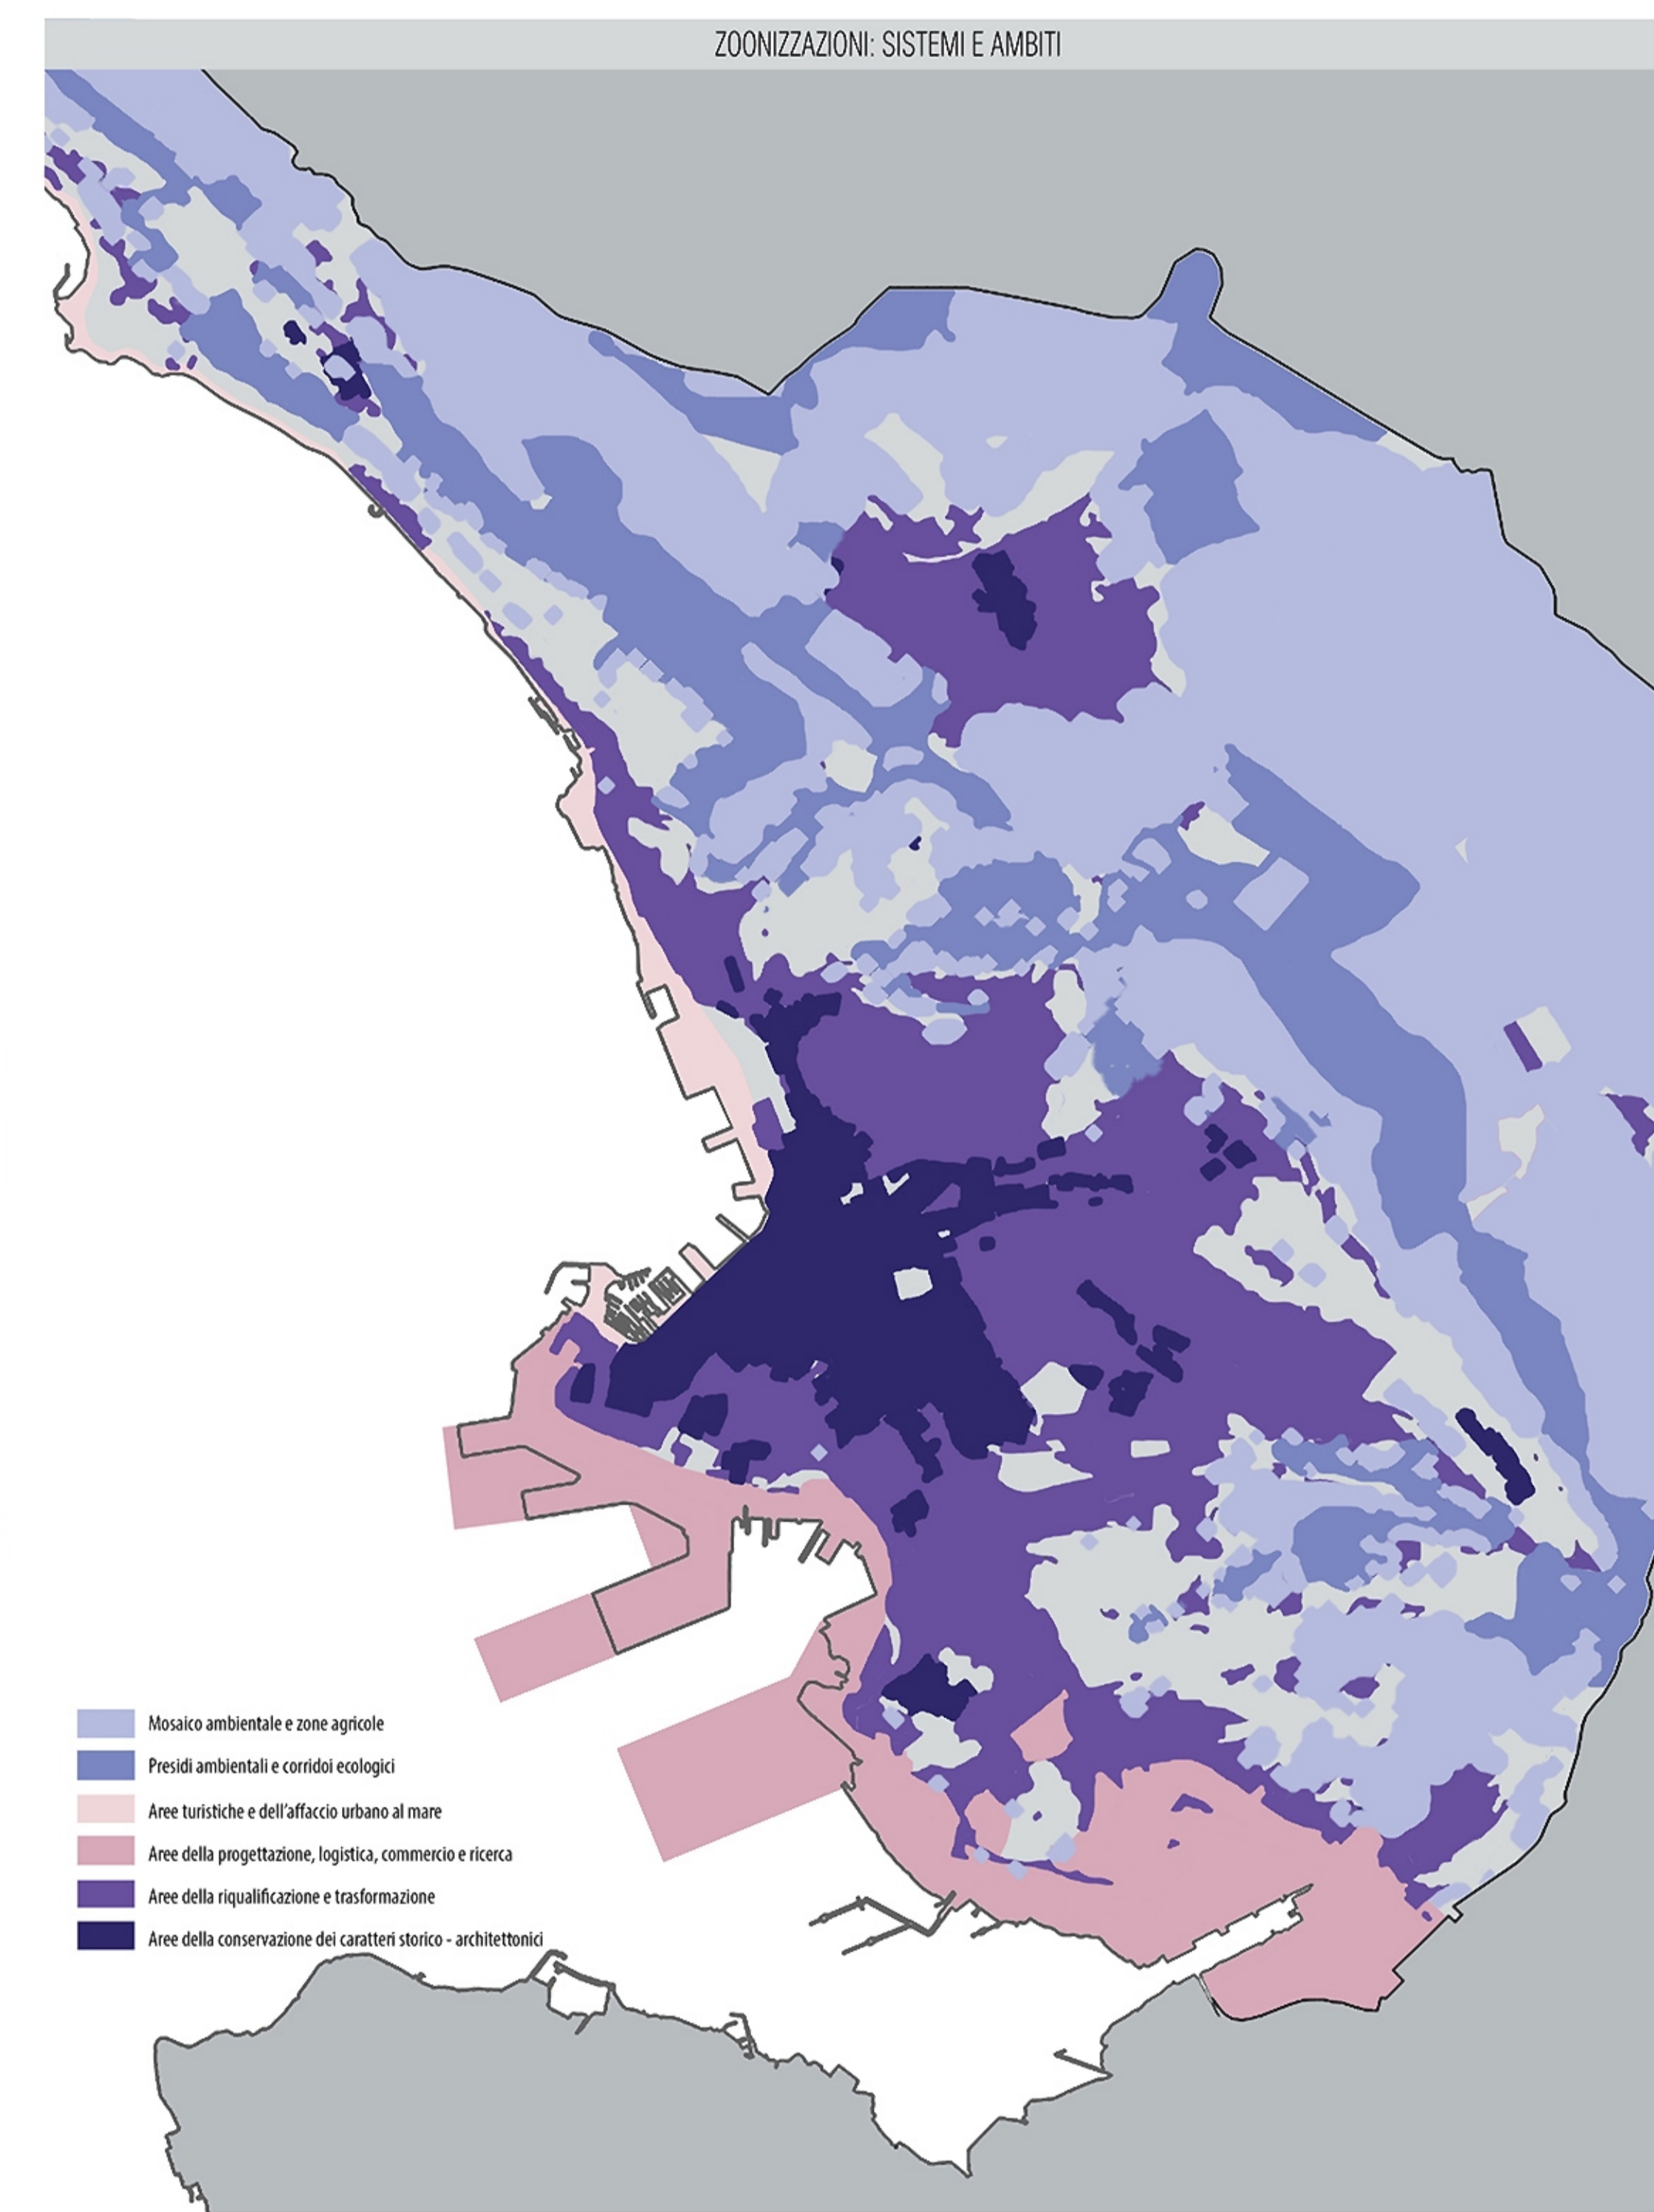 ZOONIZZAZIONI: SISTEMI E AMBITI
Mosaico ambientale e zone agricole
Presidi ambientali e corridoi ecologici
Aree turistiche e dell'affaccio urbano al mare
Aree della progettazione, logistica, commercio e ricerca
Aree della riqualificazione e trasformazione
Aree della conservazione dei caratteri storico - architettonici